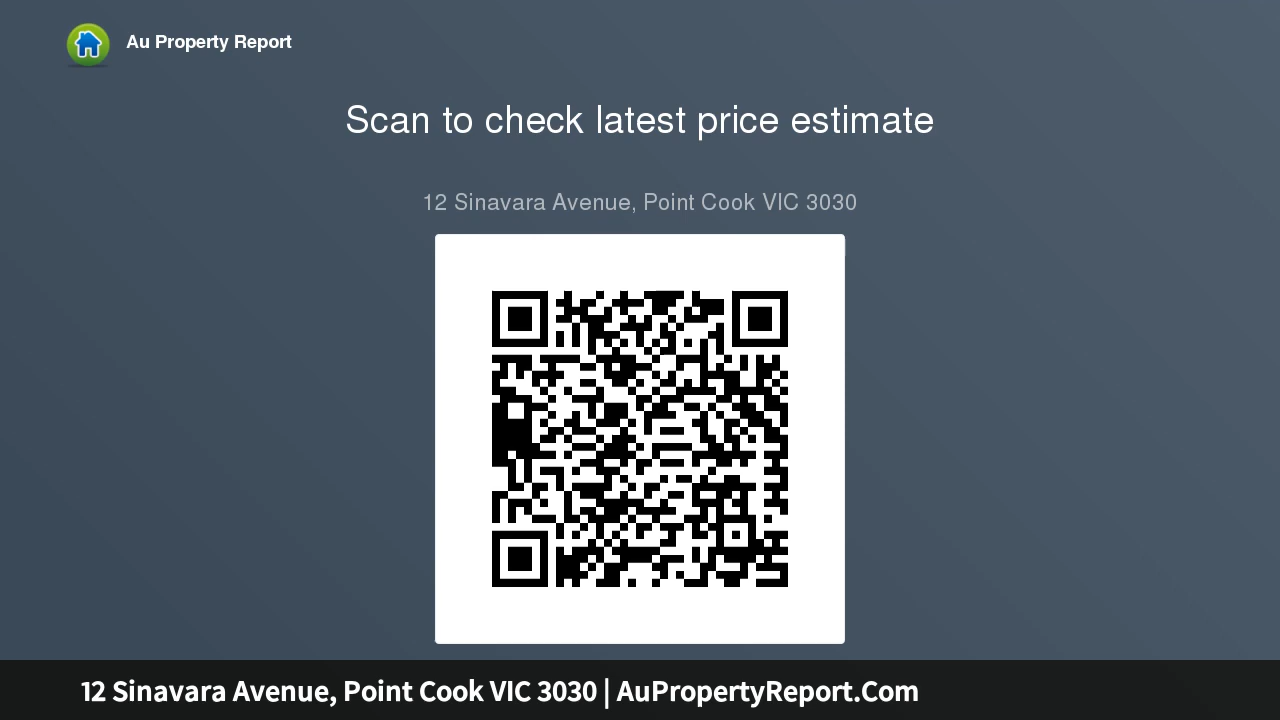 Au Property Report
Scan to check latest price estimate
12 Sinavara Avenue, Point Cook VIC 3030
12 Sinavara Avenue, Point Cook VIC 3030 | AuPropertyReport.Com